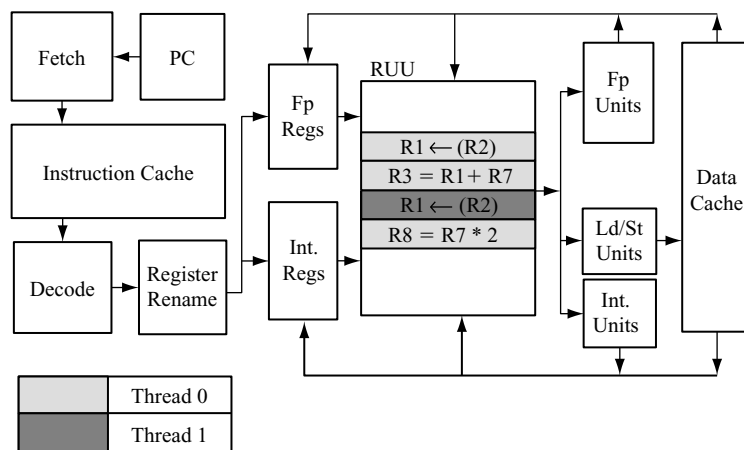 Fetch
PC
Instruction Cache
Decode
Register
Rename
Fp
Regs
Int.
Regs
RUU
R1 ← (R2)
R3 = R1 + R7
R1 ← (R2)
R8 = R7 * 2
Fp
Units
Ld/St
Units
Int.
Units
Data
Cache
Thread 0
Thread 1